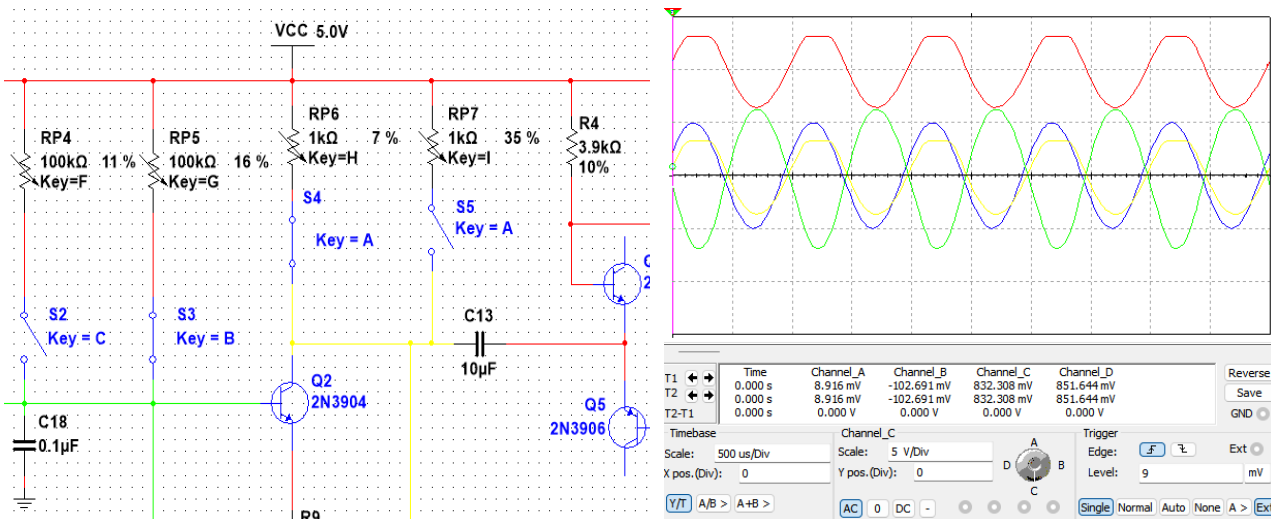 VCC 5.0V
RP4
100kΩ 11 %
Key=F
RP5
100kΩ 16 %
Key=G
RP6
1kΩ 7 %
Key=H
RP7
1kΩ 35 %
Key=I
R4
3.9kΩ
10%
S4
Key = A
S5
Key = A
S2
Key = C
S3
Key = B
C13
10µF
Q2
2N3904
Q5
2N3906
C18
0.1µF
R9
Time Channel_A Channel_B Channel_C Channel_D
T1 0.000 s 8.916 mV -102.691 mV 832.308 mV 851.644 mV
T2 0.000 s 8.916 mV -102.691 mV 832.308 mV 851.644 mV
T2-T1 0.000 s 0.000 V 0.000 V 0.000 V 0.000 V
Reverse
Save
GND
Timebase
Scale: 500 us/Div
X pos.(Div): 0
Y/T A/B > A+B >
Channel_C
Scale: 5 V/Div
Y pos.(Div): 0
AC 0 DC -
A
D B
C
Trigger
Edge: Ext
Level: 9 mV
Single Normal Auto None A > Ext